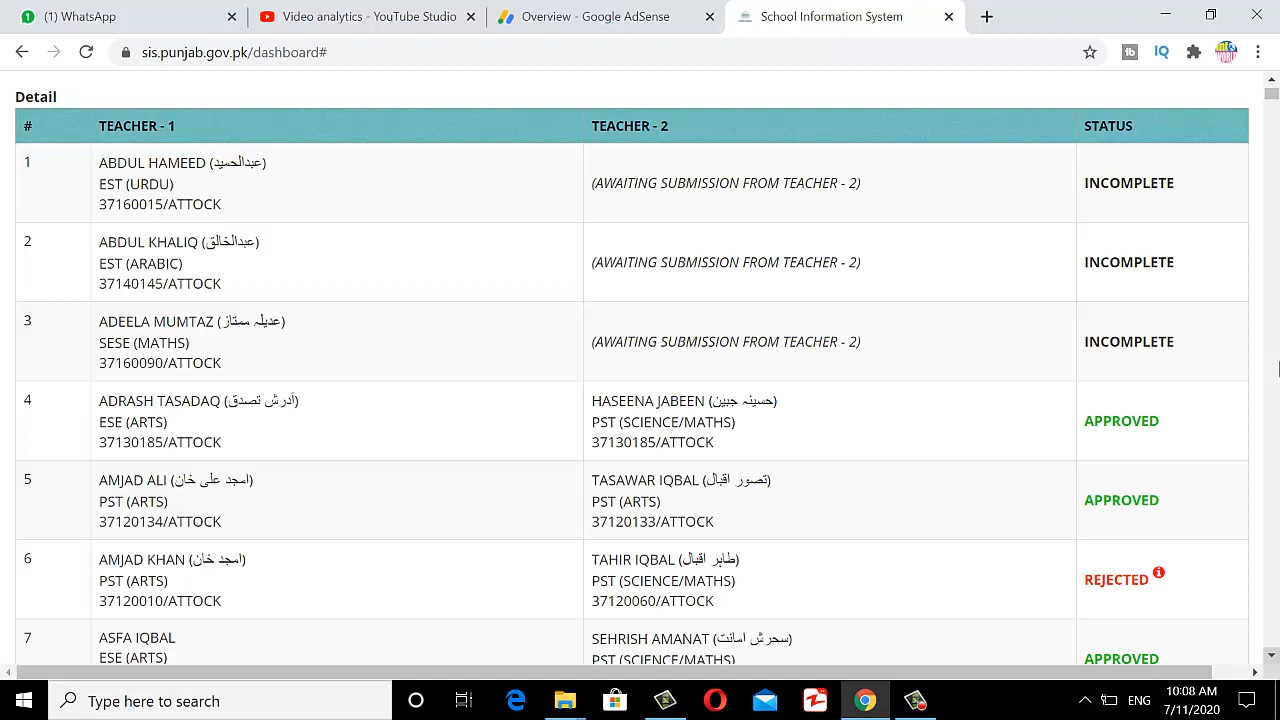 (1) WhatsApp
Video analytics - YouTube Studio
Overview - Google AdSense
School Information System
sis.punjab.gov.pk/dashboard#
Detail
# TEACHER - 1 TEACHER - 2 STATUS
1 ABDUL HAMEED (عبدالحمید)
EST (URDU) (AWAITING SUBMISSION FROM TEACHER - 2) INCOMPLETE
37160015/ATTOCK
2 ABDUL KHALIQ (عبدالخالق)
EST (ARABIC) (AWAITING SUBMISSION FROM TEACHER - 2) INCOMPLETE
37140145/ATTOCK
3 ADEELA MUMTAZ (عدیلہ ممتاز)
SESE (MATHS) (AWAITING SUBMISSION FROM TEACHER - 2) INCOMPLETE
37160090/ATTOCK
4 ADRASH TASADAQ (آدرش تصدق) HASEENA JABEEN (حسینہ جبین)
ESE (ARTS) PST (SCIENCE/MATHS) APPROVED
37130185/ATTOCK 37130185/ATTOCK
5 AMJAD ALI (امجد علی خان) TASAWAR IQBAL (تصور اقبال)
PST (ARTS) PST (ARTS) APPROVED
37120134/ATTOCK 37120133/ATTOCK
6 AMJAD KHAN (امجد خان) TAHIR IQBAL (طاہر اقبال)
PST (ARTS) PST (SCIENCE/MATHS) REJECTED
37120010/ATTOCK 37120060/ATTOCK
7 ASFA IQBAL SEHRISH AMANAT (سحرش امانت)
ESE (ARTS) PST (SCIENCE/MATHS) APPROVED
Type here to search
ENG
10:08 AM
7/11/2020